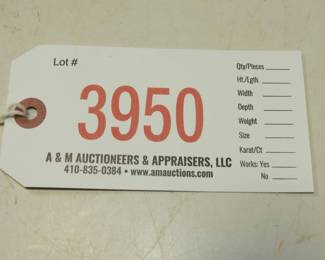 Lot #
3950
A & M AUCTIONEERS & APPRAISERS, LLC
410-835-0384 • www.amauctions.com
Qty/Pieces
Ht./Lgth.
Width
Depth
Weight
Size
Karat/Ct
Works: Yes
No